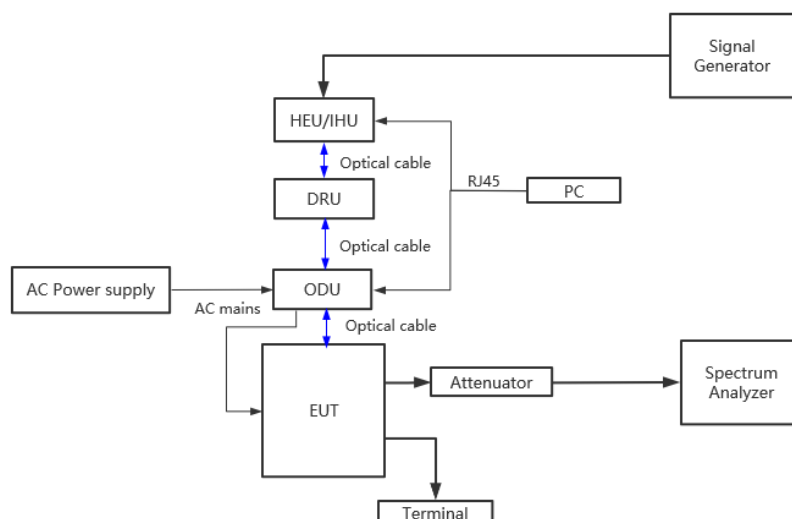 Signal
Generator
HEU/IHU
Optical cable
RJ45
PC
DRU
Optical cable
AC Power supply
AC mains
ODU
Optical cable
EUT
Attenuator
Spectrum
Analyzer
Terminal